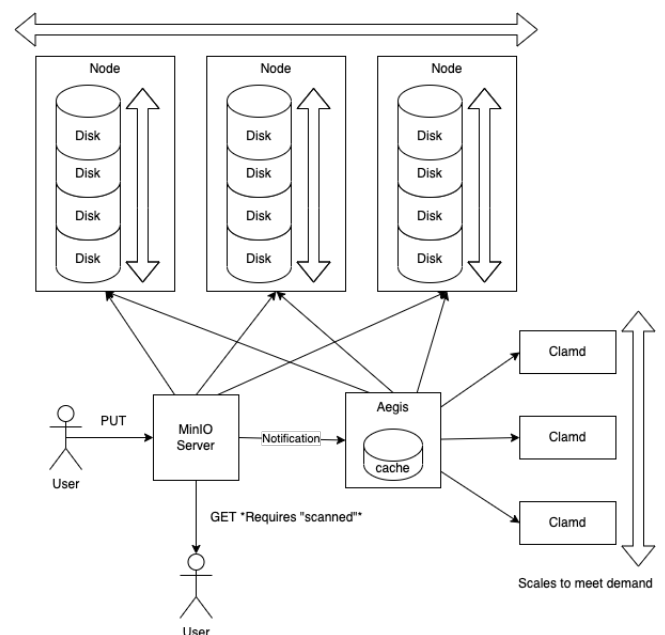 Node
Node
Node
Disk
Disk
Disk
Disk
Disk
Disk
Disk
Disk
Disk
Disk
Disk
Disk
Clamd
Aegis
cache
MinIO
Server
PUT
Notification
User
Clamd
GET *Requires "scanned"*
Clamd
Scales to meet demand
User